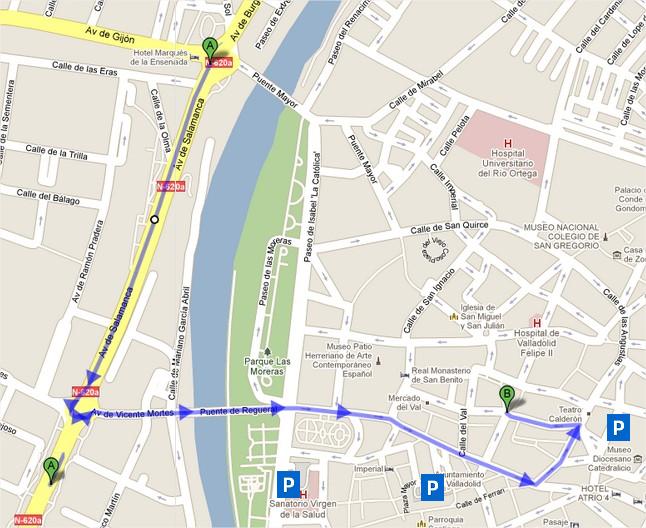 Av de Gijón
Av de Burg
Sol
Paseo de Extre
Paseo del Renacim
Calle del Cardena
Calle de Lope de
Hotel Marqués
de la Enseniada
A
N-620a
Calle de las Eras
Puente Mayor
Calle de Mirabel
Calle de la Sementera
Calle de la Olma
Av de Salamanca
Calle Pelota
H
Hospital
Universitario
del Río Ortega
Calle de la Trilla
Puente Mayor
Calle Imperial
N-620a
Calle del Bálago
Palacio
Conde
Gondom
Paseo de Isabel 'La Católica'
Calle de San Quirce
MUSEO NACIONAL
COLEGIO DE
SAN GREGORIO
Av de Ramón Pradera
Paseo de las Moreras
del Viejo
Casa
de Zo
Calle de San Ignacio
Calle de Mariano García Abril
Iglesia de
San Miguel
y San Julián
Calle de las Angustias
H
Hospital de
Valladolid
Felipe II
Av de Salamanca
Museo Patio
Herreriano de Arte
Contemporáneo
Español
Parque Las
Moreras
Real Monasterio
de San Benito
N-620a
Mercado
del Val
B
Av de Vicente Mortes
Puente de Regueral
Teatro
Calderón
P
Calle del Val
Museo
Diocesano
Catedralicio
A
Imperial
P
H
Sanatorio Virgen
de la Salud
P
Ayuntamiento
Valladolid
Plaza Mayor
Calle de Ferrari
HOTEL
ATRIO 4
N-620a
Parroquia
Pasaje